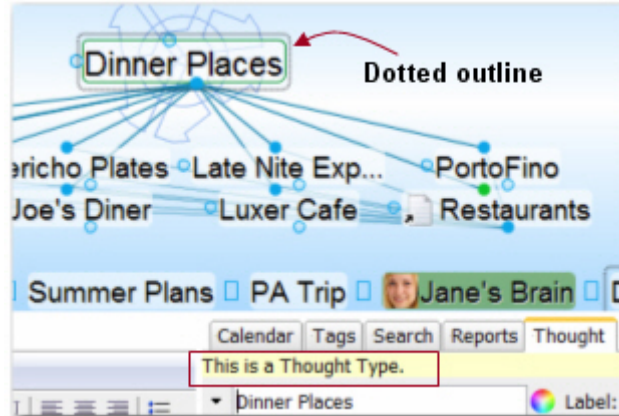 Dinner Places
Dotted outline
ericho Plates Late Nite Exp... PortoFino
Joe's Diner Luxer Cafe Restaurants
Summer Plans PA Trip Jane's Brain D
Calendar Tags Search Reports Thought
This is a Thought Type.
Dinner Places Label: